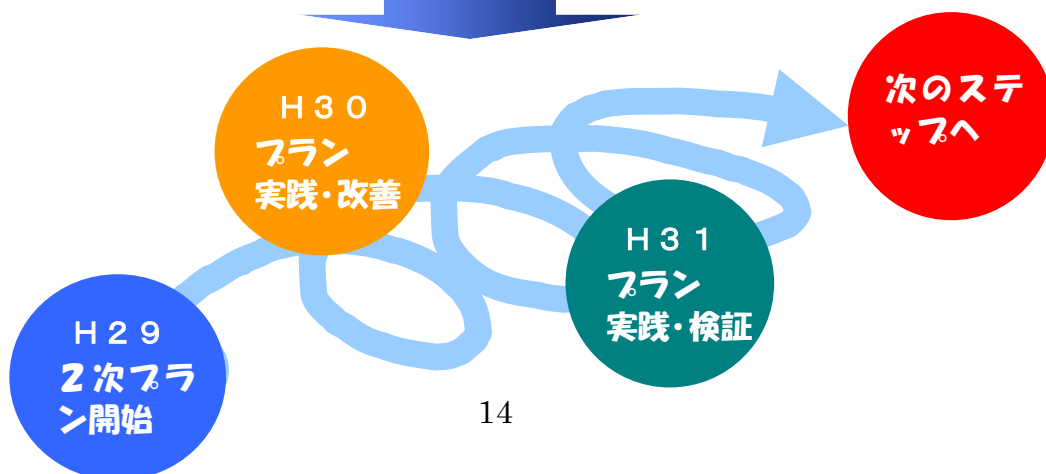 次のステ
ップへ
Ｈ３０
プラン
実践・改善
Ｈ３１
プラン
実践・検証
Ｈ２９
２次プラ
ン開始
14